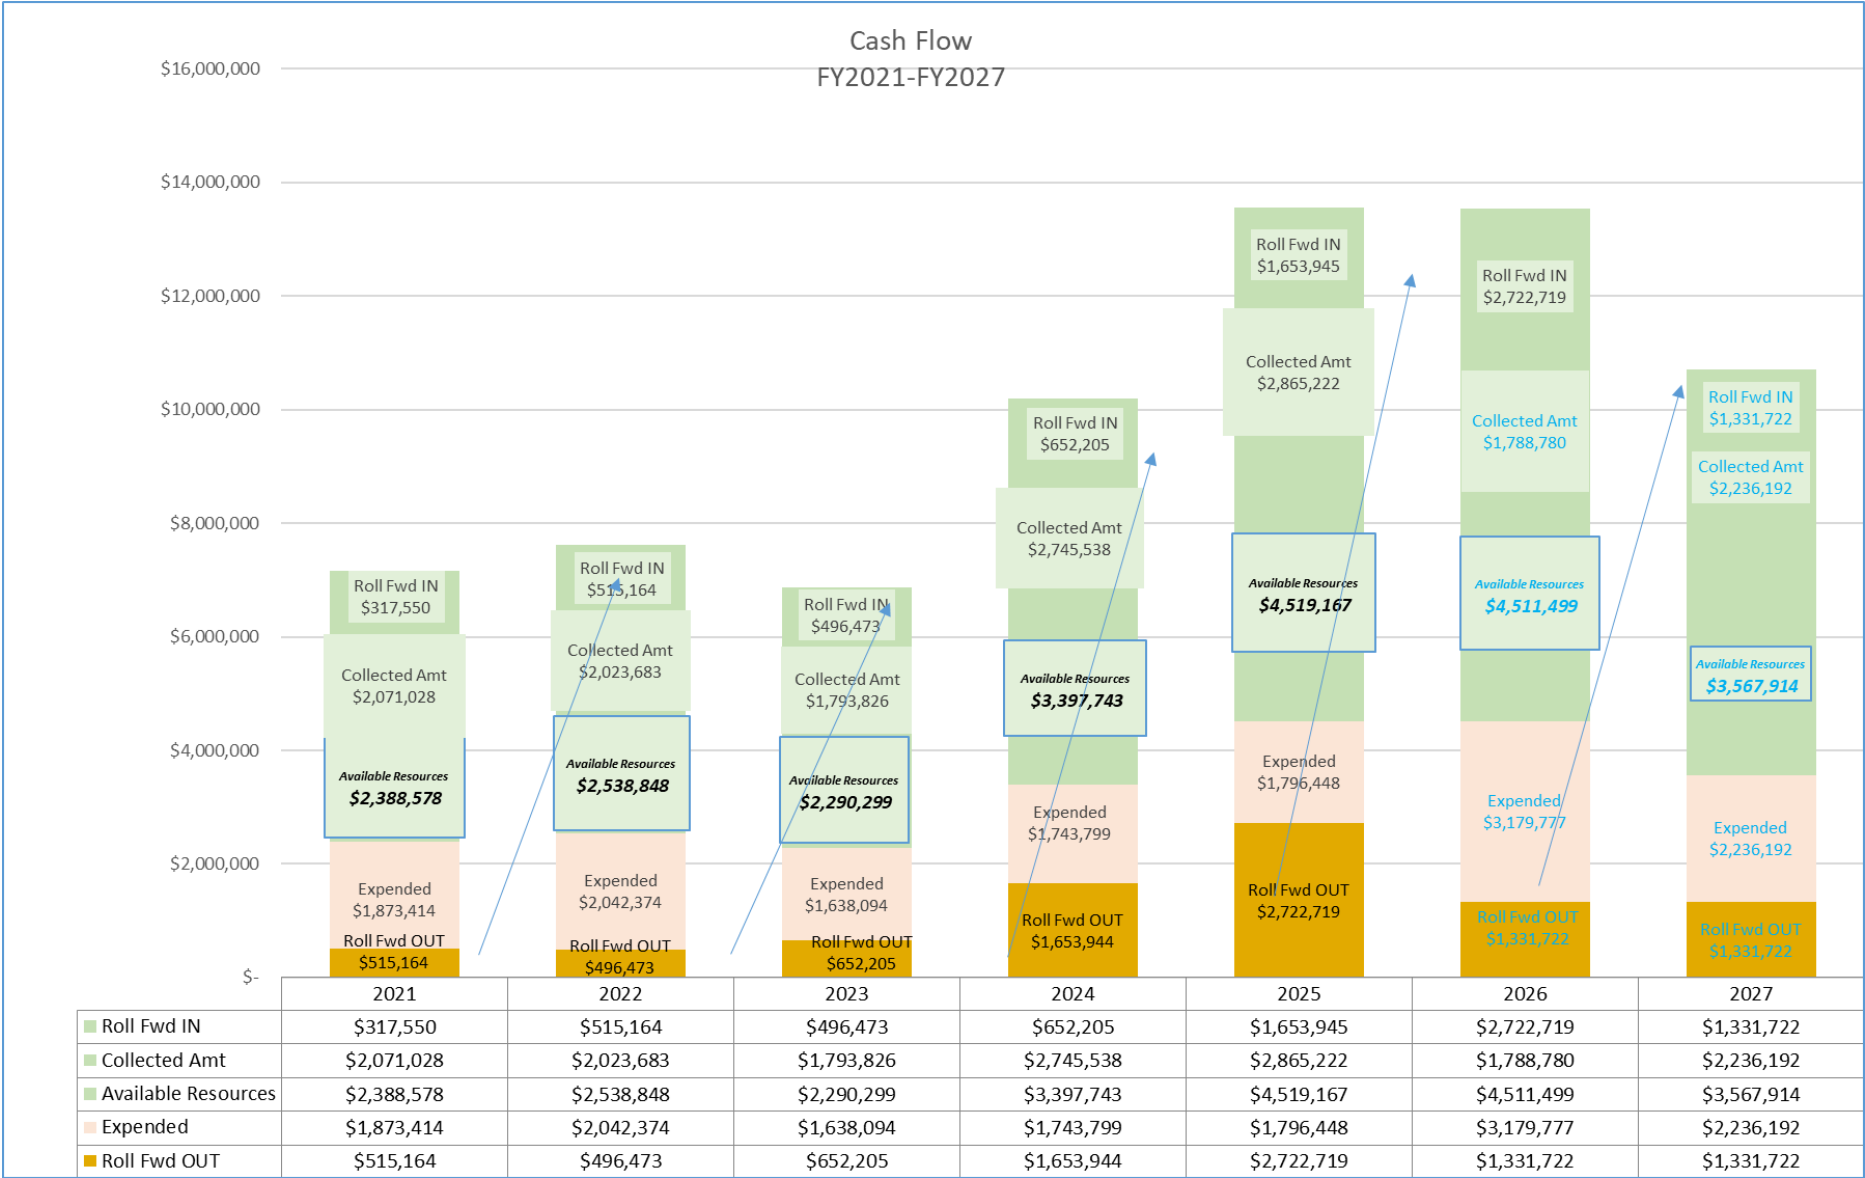 Cash Flow
FY2021-FY2027
$16,000,000
$14,000,000
$12,000,000
$10,000,000
$8,000,000
$6,000,000
$4,000,000
$2,000,000
$-
Roll Fwd IN
$317,550
Collected Amt
$2,071,028
Available Resources
$2,388,578
Expended
$1,873,414
Roll Fwd OUT
$515,164
Roll Fwd IN
$515,164
Collected Amt
$2,023,683
Available Resources
$2,538,848
Expended
$2,042,374
Roll Fwd OUT
$496,473
Roll Fwd IN
$496,473
Collected Amt
$1,793,826
Available Resources
$2,290,299
Expended
$1,638,094
Roll Fwd OUT
$652,205
Roll Fwd IN
$652,205
Collected Amt
$2,745,538
Available Resources
$3,397,743
Expended
$1,743,799
Roll Fwd OUT
$1,653,944
Roll Fwd IN
$1,653,945
Collected Amt
$2,865,222
Available Resources
$4,519,167
Expended
$1,796,448
Roll Fwd OUT
$2,722,719
Roll Fwd IN
$2,722,719
Collected Amt
$1,788,780
Available Resources
$4,511,499
Expended
$3,179,777
Roll Fwd OUT
$1,331,722
Roll Fwd IN
$1,331,722
Collected Amt
$2,236,192
Available Resources
$3,567,914
Expended
$2,236,192
Roll Fwd OUT
$1,331,722
2021 2022 2023 2024 2025 2026 2027
Roll Fwd IN $317,550 $515,164 $496,473 $652,205 $1,653,945 $2,722,719 $1,331,722
Collected Amt $2,071,028 $2,023,683 $1,793,826 $2,745,538 $2,865,222 $1,788,780 $2,236,192
Available Resources $2,388,578 $2,538,848 $2,290,299 $3,397,743 $4,519,167 $4,511,499 $3,567,914
Expended $1,873,414 $2,042,374 $1,638,094 $1,743,799 $1,796,448 $3,179,777 $2,236,192
Roll Fwd OUT $515,164 $496,473 $652,205 $1,653,944 $2,722,719 $1,331,722 $1,331,722